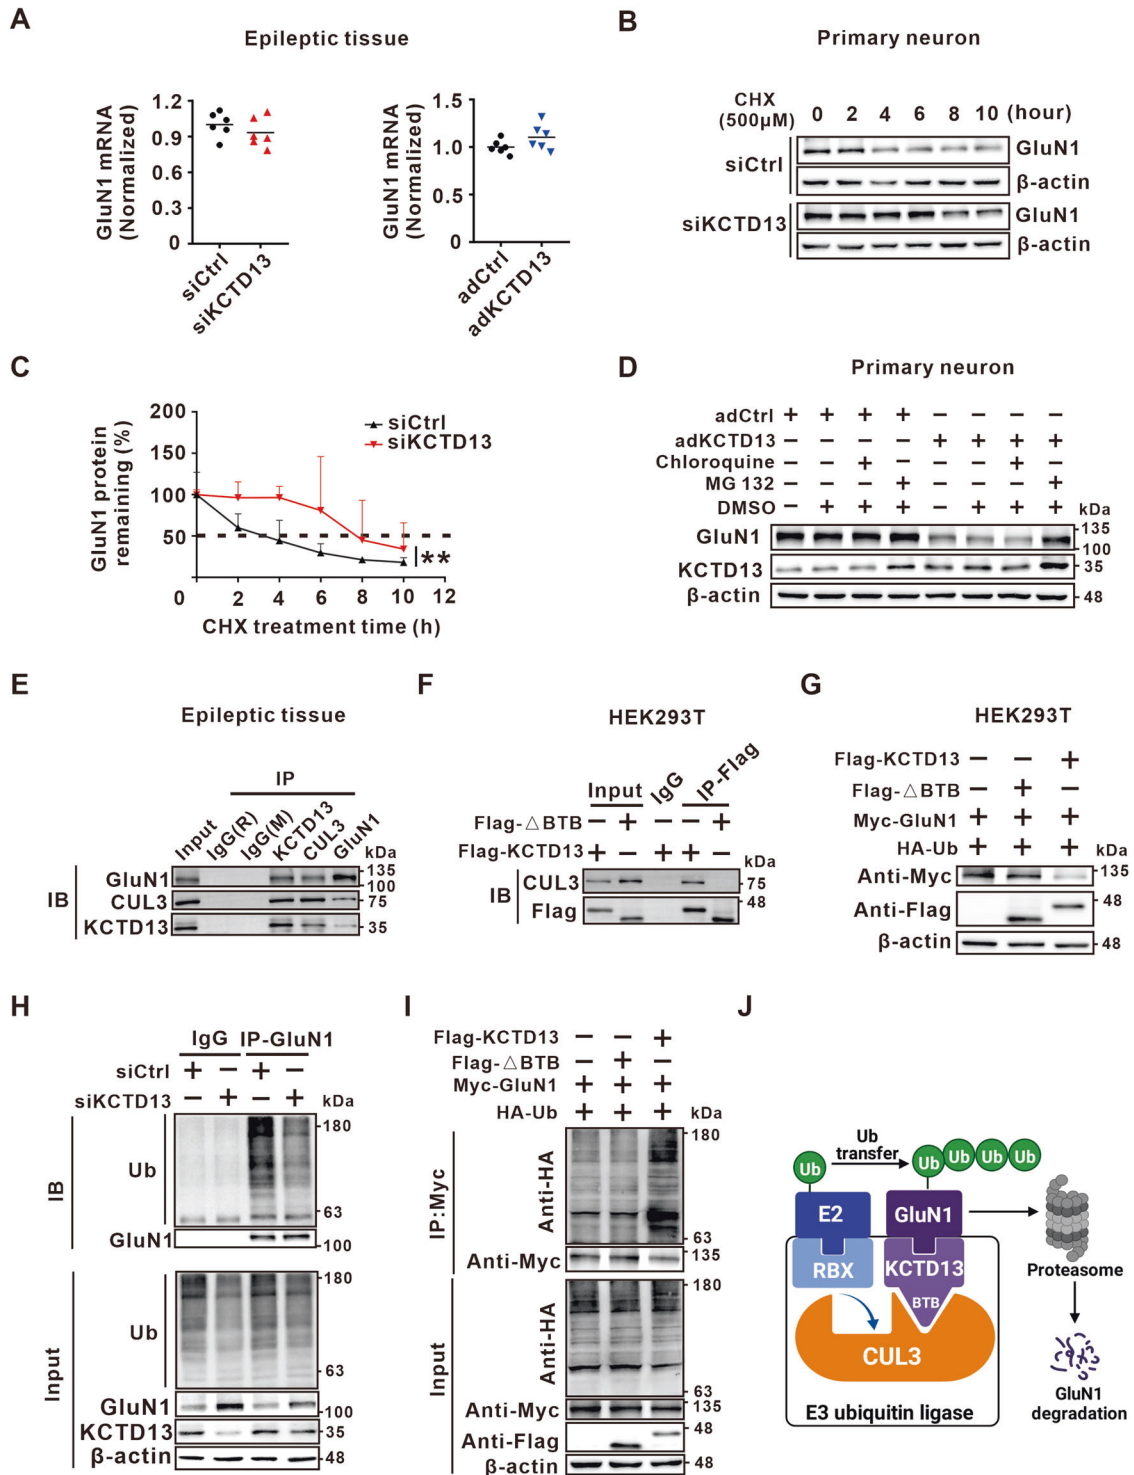 A
Epileptic tissue
GluN1 mRNA
(Normalized)
1.2
0.9
0.6
0.3
0
siCtrl
siKCTD13
GluN1 mRNA
(Normalized)
1.5
1.0
0.5
0
adCtrl
adKCTD13
B
Primary neuron
CHX
(500μM)
0 2 4 6 8 10 (hour)
siCtrl
GluN1
β-actin
siKCTD13
GluN1
β-actin
C
GluN1 protein
remaining (%)
200
150
100
50
siCtrl
siKCTD13
**
0 2 4 6 8 10 12
CHX treatment time (h)
D
Primary neuron
adCtrl + + + + – – – –
adKCTD13 – – – – + + + +
Chloroquine – – + – – – + –
MG 132 – – – + – – – +
DMSO – + + + – + + +
kDa
GluN1
135
100
KCTD13
35
β-actin
48
E
Epileptic tissue
IP
Input IgG(R) IgG(M) KCTD13 CUL3 GluN1
kDa
IB
GluN1
135
100
CUL3
75
KCTD13
35
F
HEK293T
Input IgG IP-Flag
Flag-△BTB – + – – +
Flag-KCTD13 + – + + –
kDa
IB
CUL3
75
Flag
48
G
HEK293T
Flag-KCTD13 – – +
Flag-△BTB – + –
Myc-GluN1 + + +
HA-Ub + + +
kDa
Anti-Myc
135
Anti-Flag
48
β-actin
48
H
IgG IP-GluN1
siCtrl + – + –
siKCTD13 – + – +
kDa
IB
Ub
180
63
GluN1
100
Input
Ub
180
63
GluN1
100
KCTD13
35
β-actin
48
I
Flag-KCTD13 – – +
Flag-△BTB – + –
Myc-GluN1 + + +
HA-Ub + + +
kDa
IP:Myc
Anti-HA
180
63
Anti-Myc
135
Input
Anti-HA
180
63
Anti-Myc
135
Anti-Flag
48
β-actin
48
J
Ub
transfer
Ub
Ub Ub Ub Ub
E2
GluN1
RBX
KCTD13
BTB
CUL3
E3 ubiquitin ligase
Proteasome
GluN1
degradation